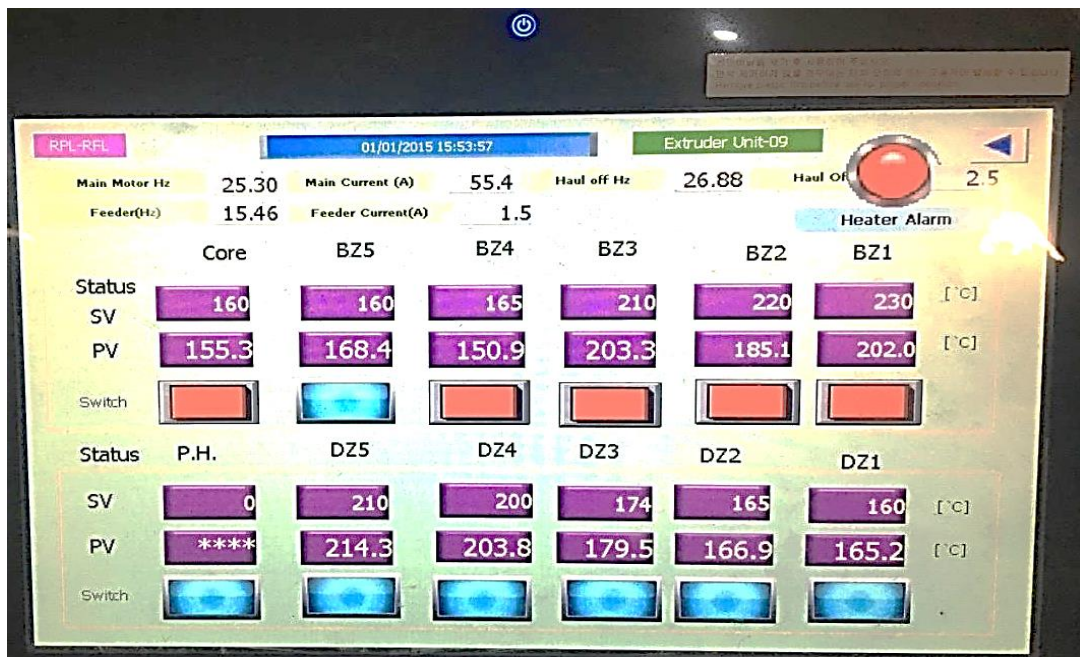 RPL-RFL 01/01/2015 15:53:57 Extruder Unit-09
Main Motor Hz 25.30 Main Current (A) 55.4 Haul off Hz 26.88 Haul 2.5
Feeder(Hz) 15.46 Feeder Current(A) 1.5 Heater Alarm
Core BZ5 BZ4 BZ3 BZ2 BZ1
Status
SV 160 160 165 210 220 230 [°C]
PV 155.3 168.4 150.9 203.3 185.1 202.0 [°C]
Switch
Status P.H. DZ5 DZ4 DZ3 DZ2 DZ1
SV 0 210 200 174 165 160 [°C]
PV **** 214.3 203.8 179.5 166.9 165.2 [°C]
Switch